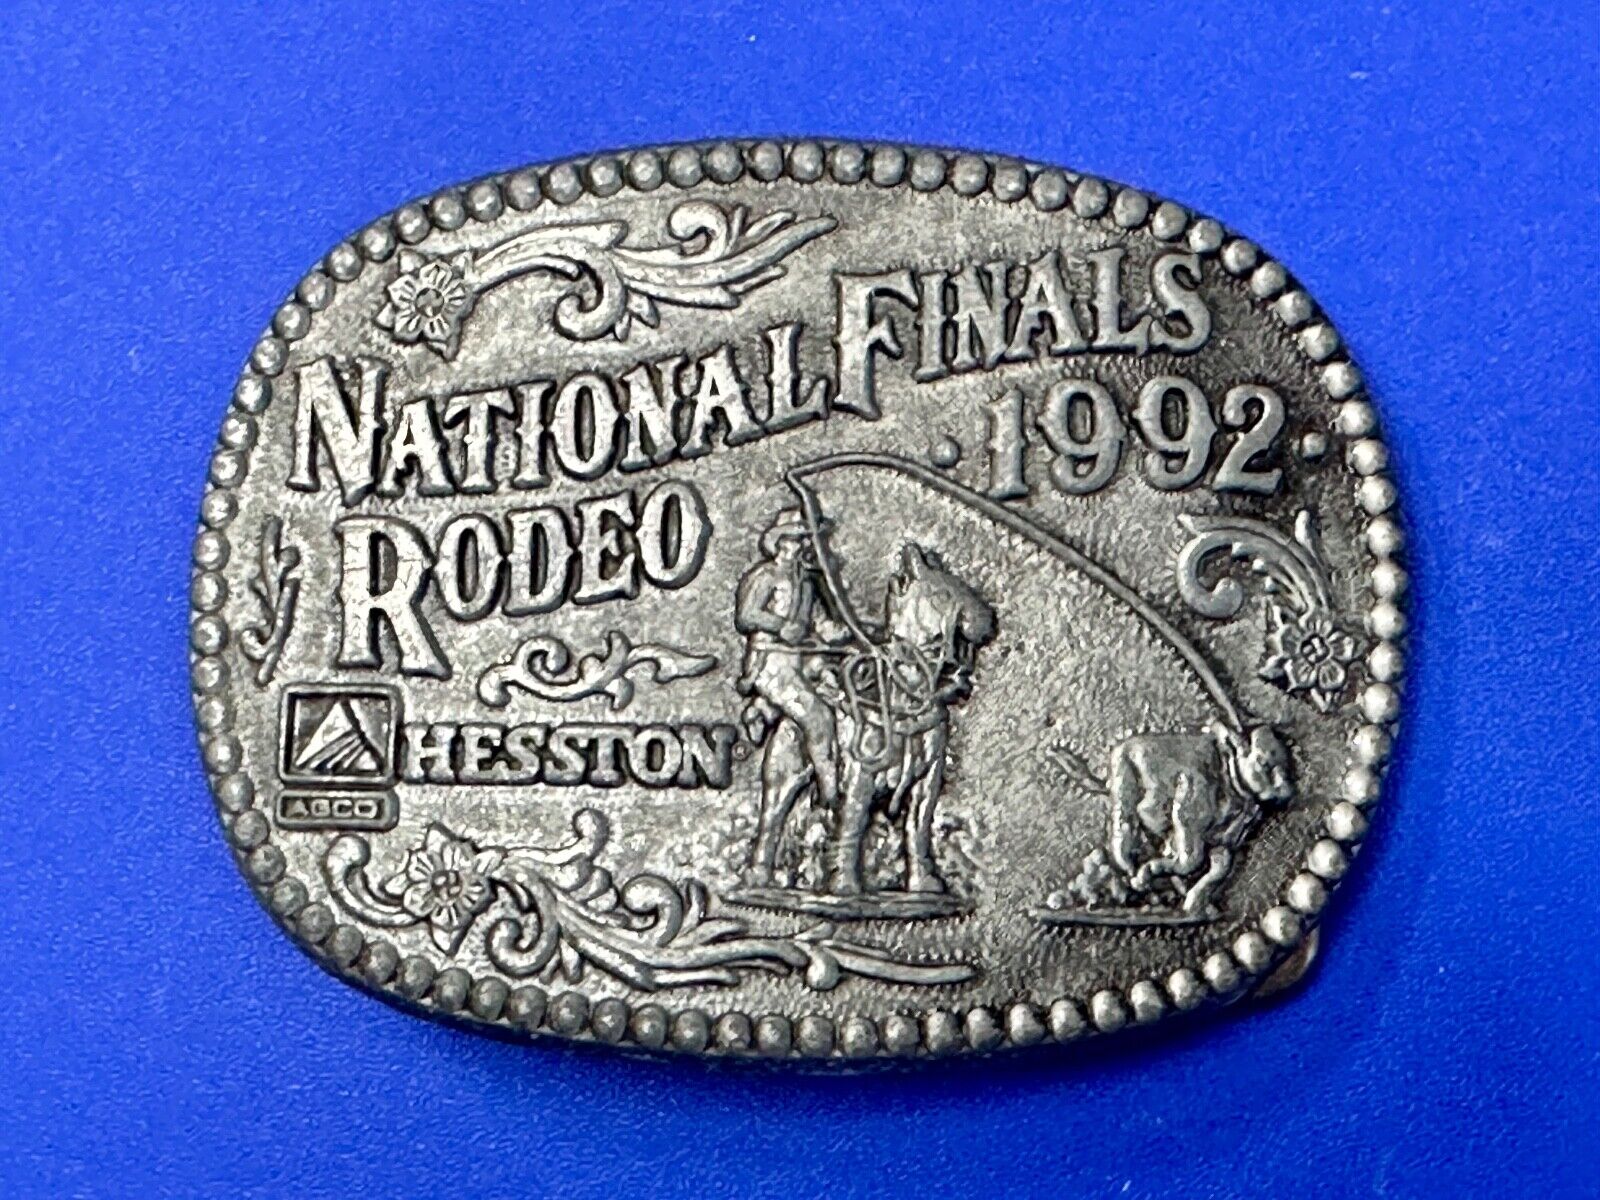 NATIONAL FINALS
RODEO
· 1992 ·
HESSTON
AGCO